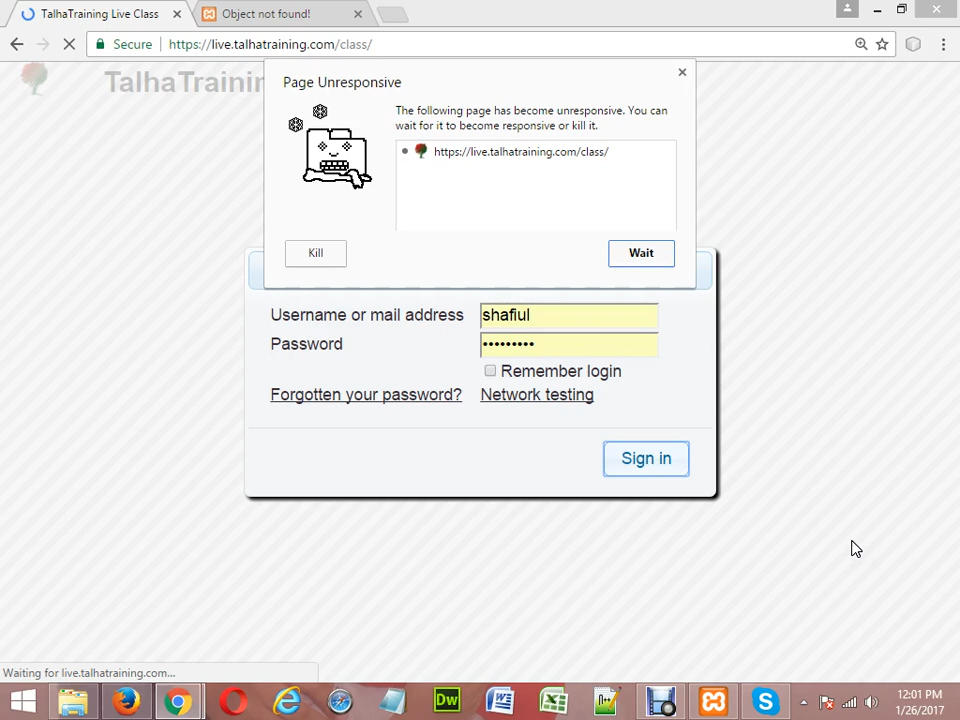 TalhaTraining Live Class
Object not found!
Secure
https://live.talhatraining.com/class/
TalhaTrainin
Page Unresponsive
The following page has become unresponsive. You can
wait for it to become responsive or kill it.
https://live.talhatraining.com/class/
Kill
Wait
Username or mail address
shafiul
Password
•••••••••
Remember login
Forgotten your password?
Network testing
Sign in
Waiting for live.talhatraining.com...
Dw
12:01 PM
1/26/2017